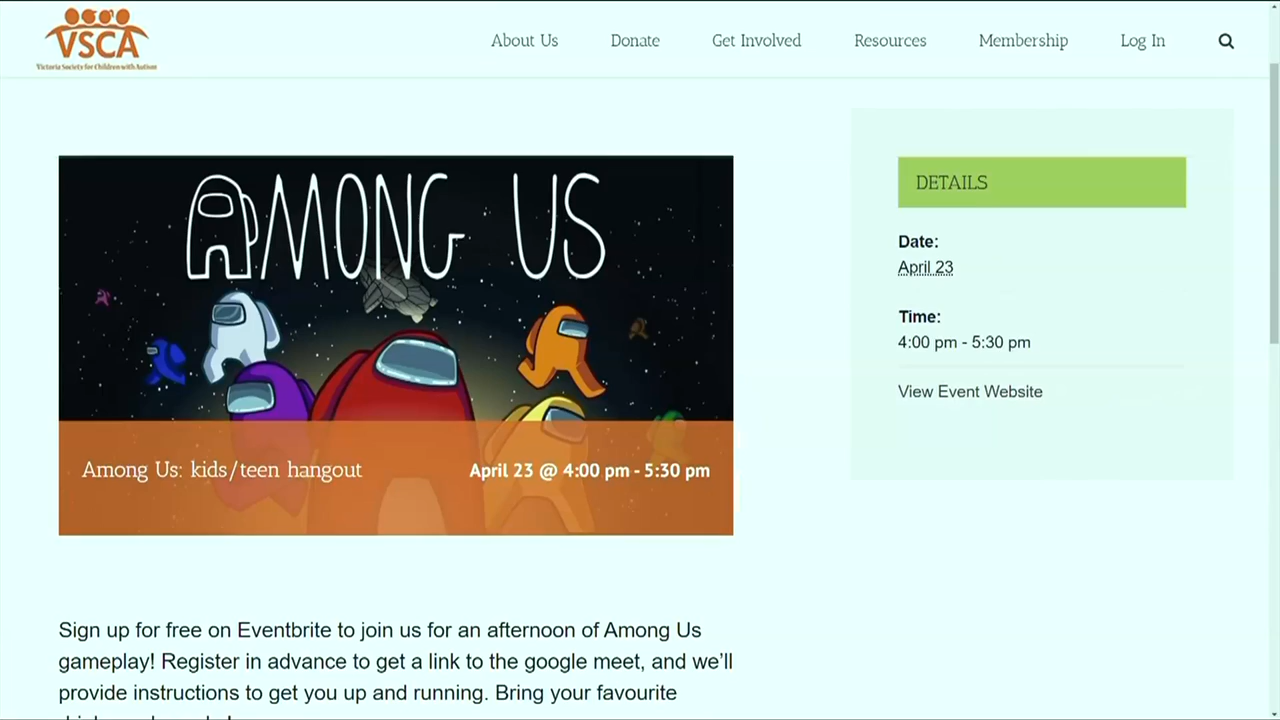 VSCA
Victoria Society for Children with Autism
About Us
Donate
Get Involved
Resources
Membership
Log In
AMONG US
Among Us: kids/teen hangout
April 23 @ 4:00 pm - 5:30 pm
DETAILS
Date:
April 23
Time:
4:00 pm - 5:30 pm
View Event Website
Sign up for free on Eventbrite to join us for an afternoon of Among Us
gameplay! Register in advance to get a link to the google meet, and we’ll
provide instructions to get you up and running. Bring your favourite